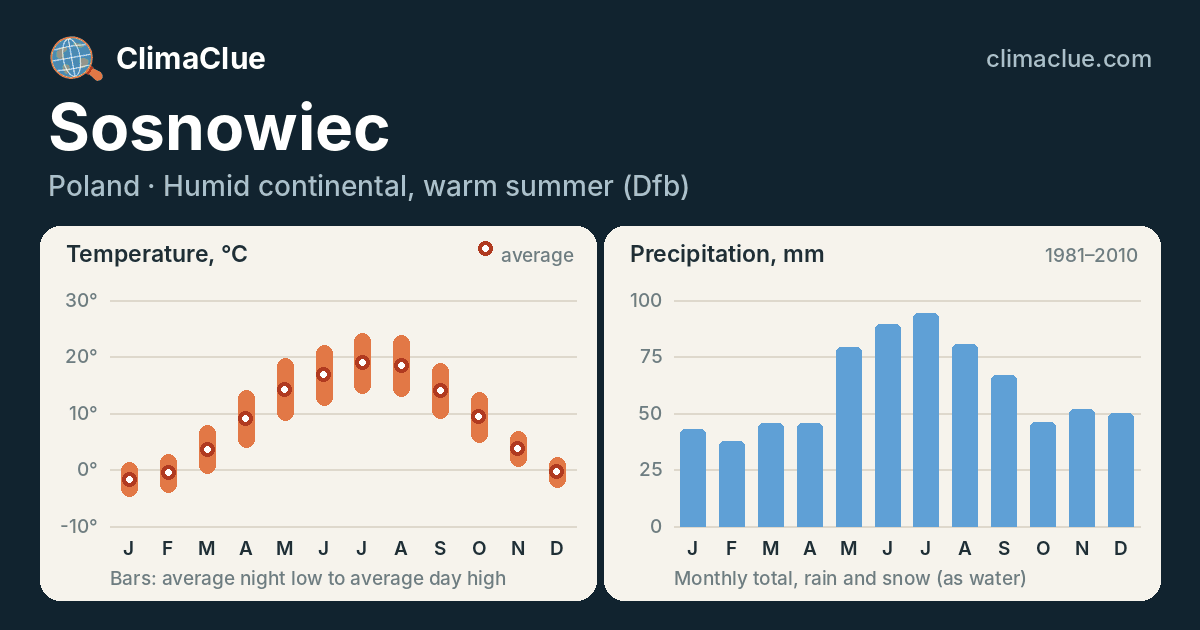 ClimaClue
climaclue.com
Sosnowiec
Poland · Humid continental, warm summer (Dfb)
Temperature, °C
average
30°
20°
10°
0°
-10°
J F M A M J J A S O N D
Bars: average night low to average day high
Precipitation, mm
1981–2010
100
75
50
25
0
J F M A M J J A S O N D
Monthly total, rain and snow (as water)